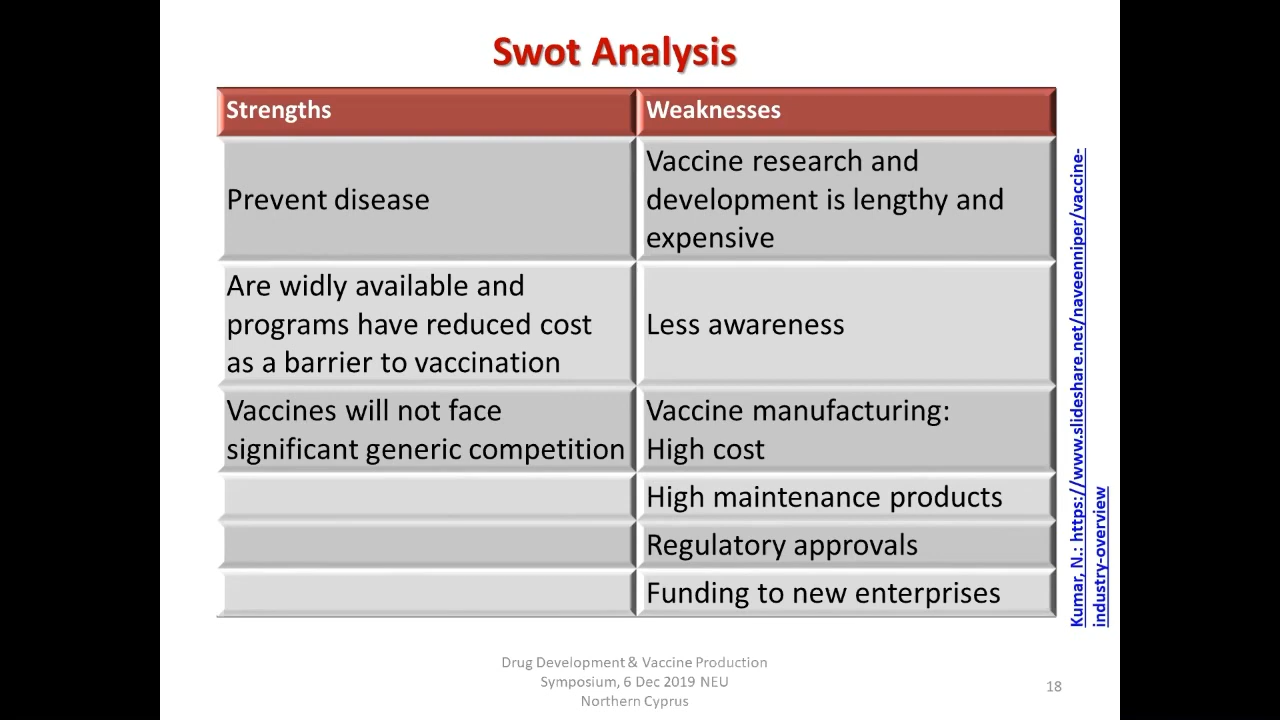 Swot Analysis
Strengths
Weaknesses
Prevent disease
Vaccine research and
development is lengthy and
expensive
Are widly available and
programs have reduced cost
as a barrier to vaccination
Less awareness
Vaccines will not face
significant generic competition
Vaccine manufacturing:
High cost
High maintenance products
Regulatory approvals
Funding to new enterprises
Kumar, N.: https://www.slideshare.net/naveenniper/vaccine-
industry-overview
Drug Development & Vaccine Production
Symposium, 6 Dec 2019 NEU
Northern Cyprus
18